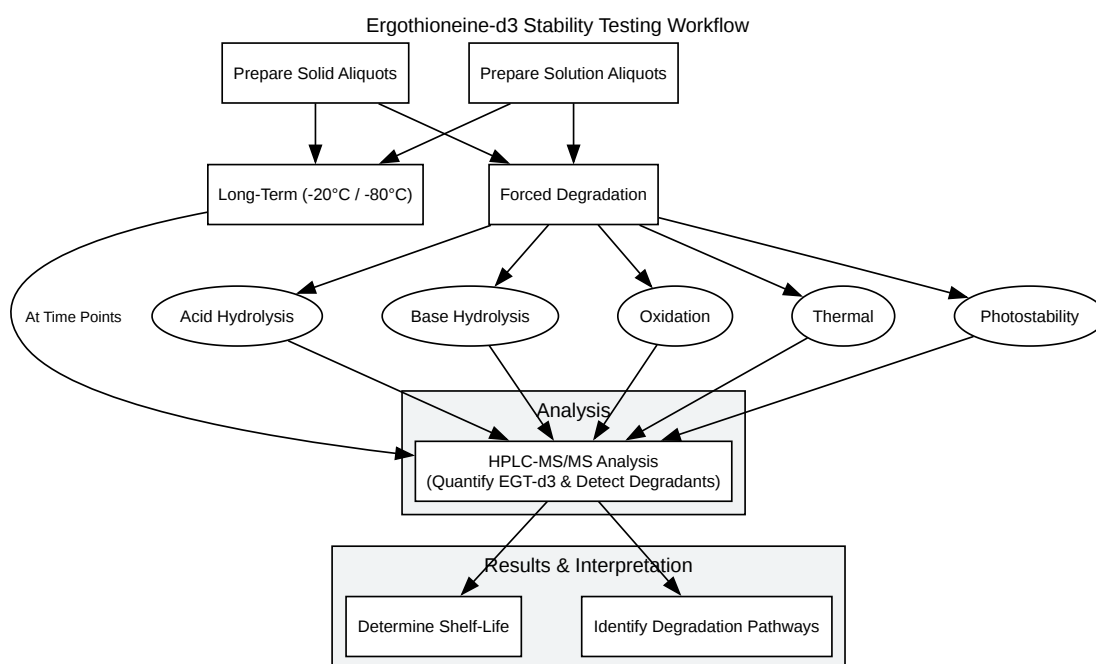 Ergothioneine-d3 Stability Testing Workflow
Prepare Solid Aliquots
Prepare Solution Aliquots
Long-Term (-20°C / -80°C)
Forced Degradation
At Time Points
Acid Hydrolysis
Base Hydrolysis
Oxidation
Thermal
Photostability
Analysis
HPLC-MS/MS Analysis
(Quantify EGT-d3 & Detect Degradants)
Results & Interpretation
Determine Shelf-Life
Identify Degradation Pathways